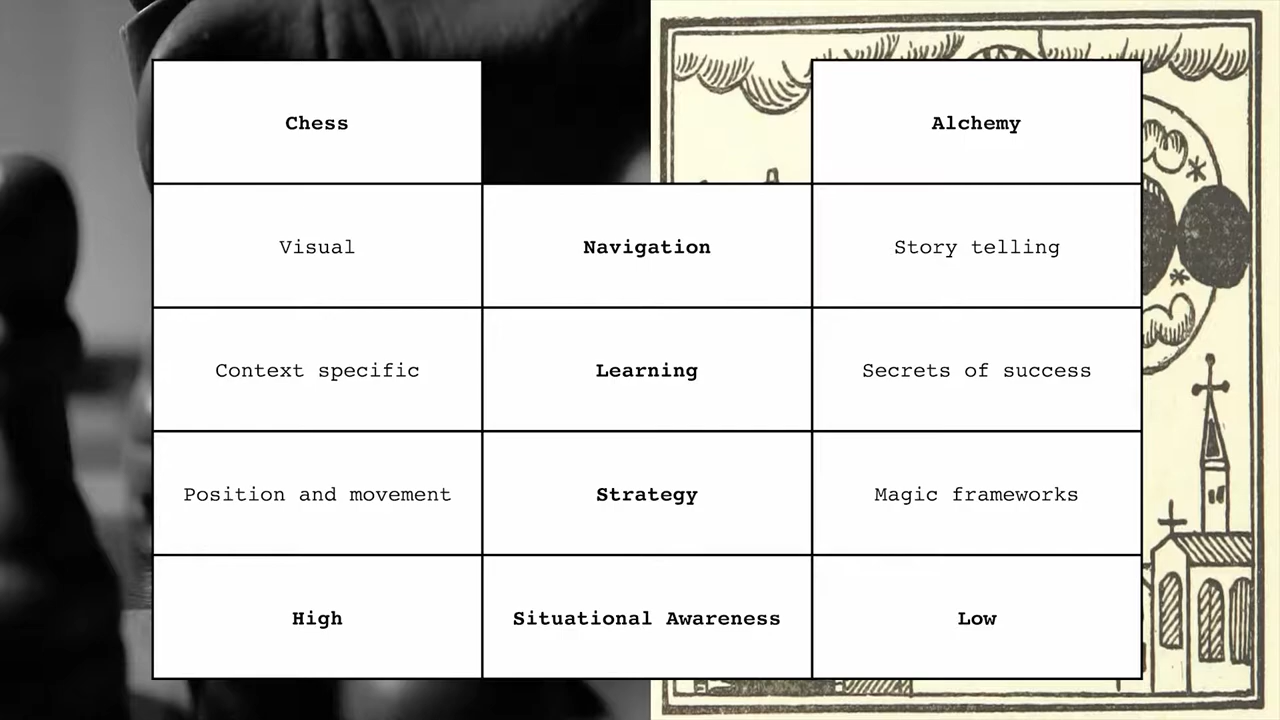 Chess
Alchemy
Visual
Navigation
Story telling
Context specific
Learning
Secrets of success
Position and movement
Strategy
Magic frameworks
High
Situational Awareness
Low